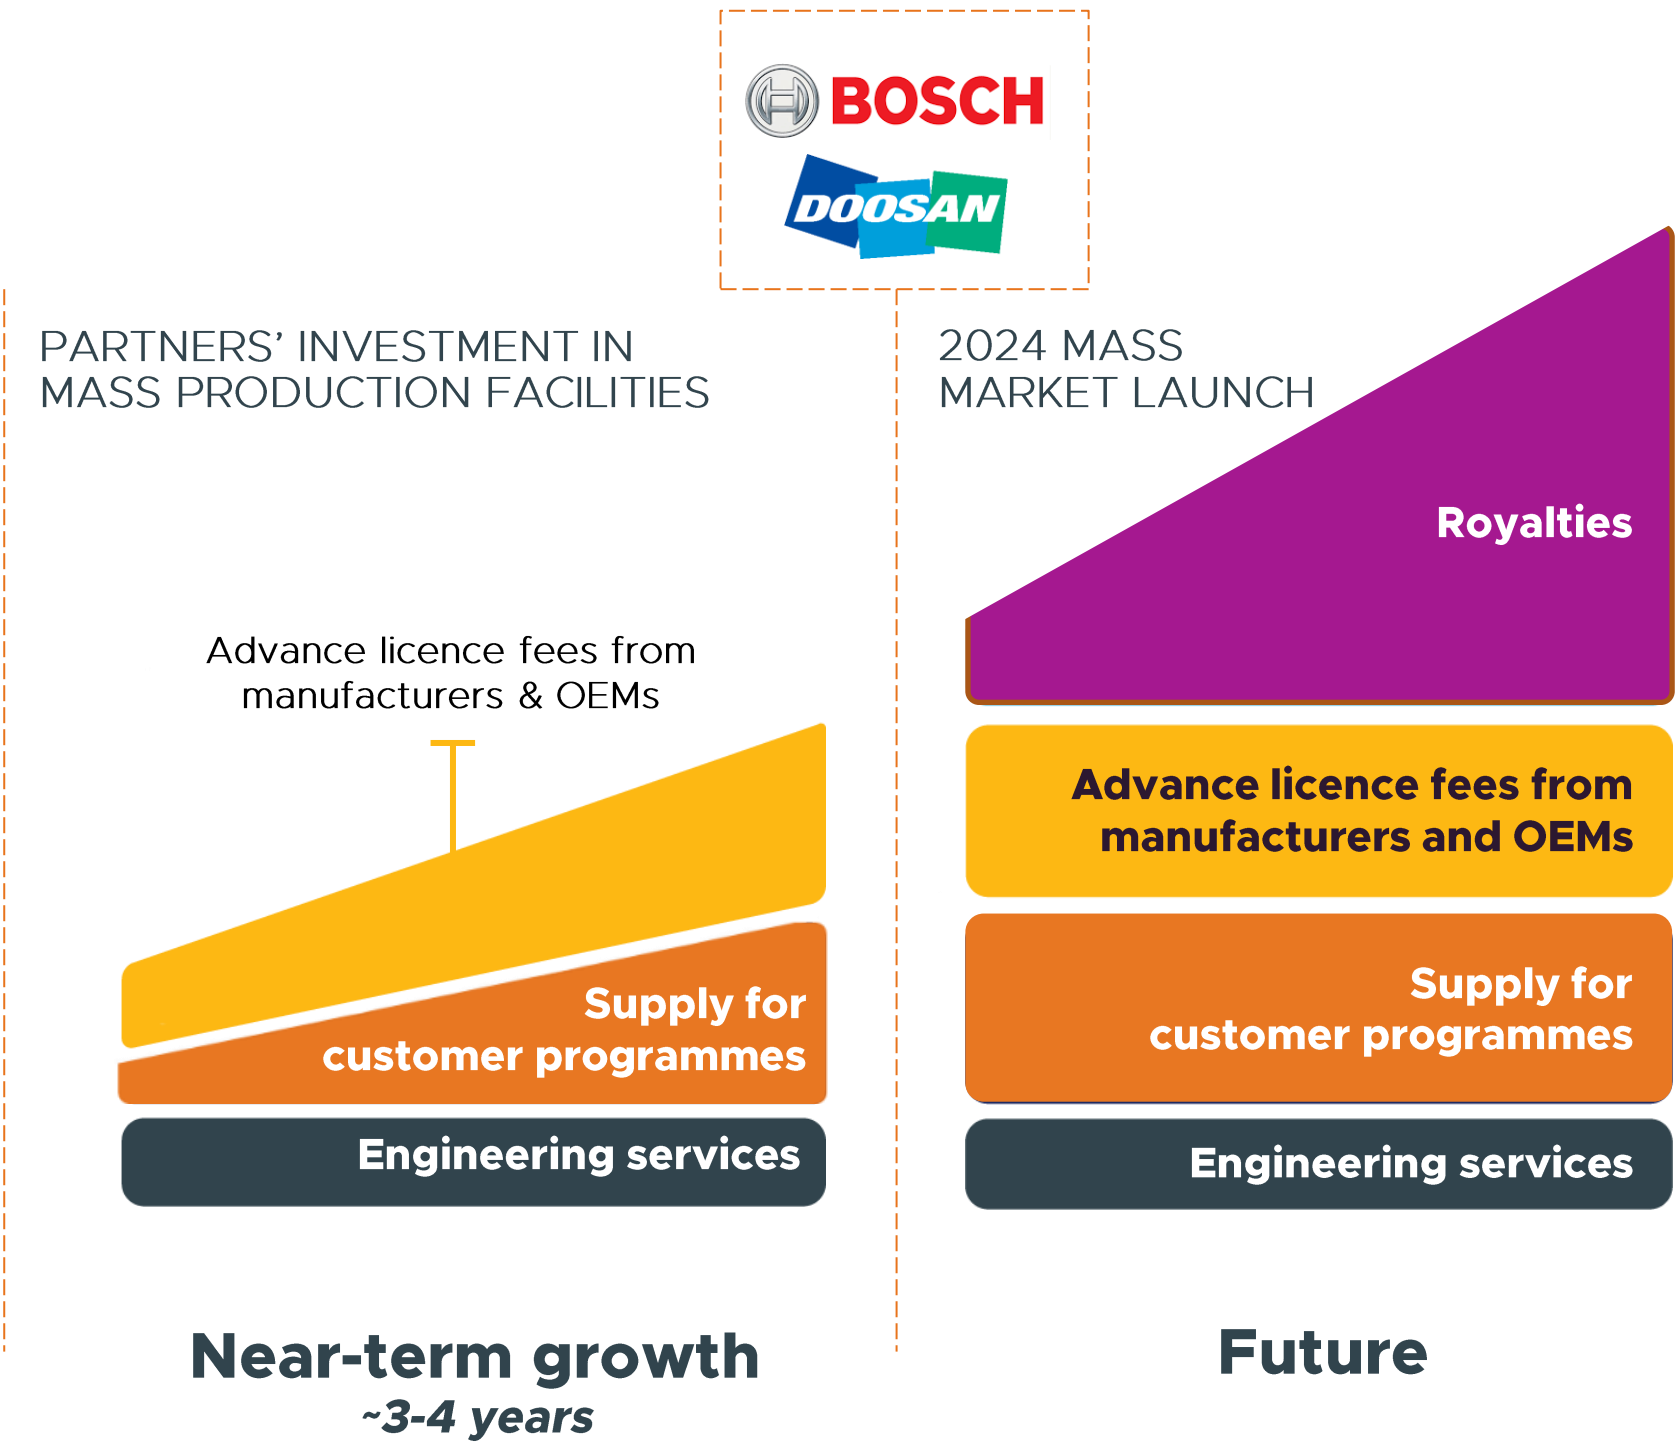 BOSCH
DOOSAN
PARTNERS’ INVESTMENT IN
MASS PRODUCTION FACILITIES
2024 MASS
MARKET LAUNCH
Royalties
Advance licence fees from
manufacturers & OEMs
Advance licence fees from
manufacturers and OEMs
Supply for
customer programmes
Supply for
customer programmes
Engineering services
Engineering services
Near-term growth
~3-4 years
Future